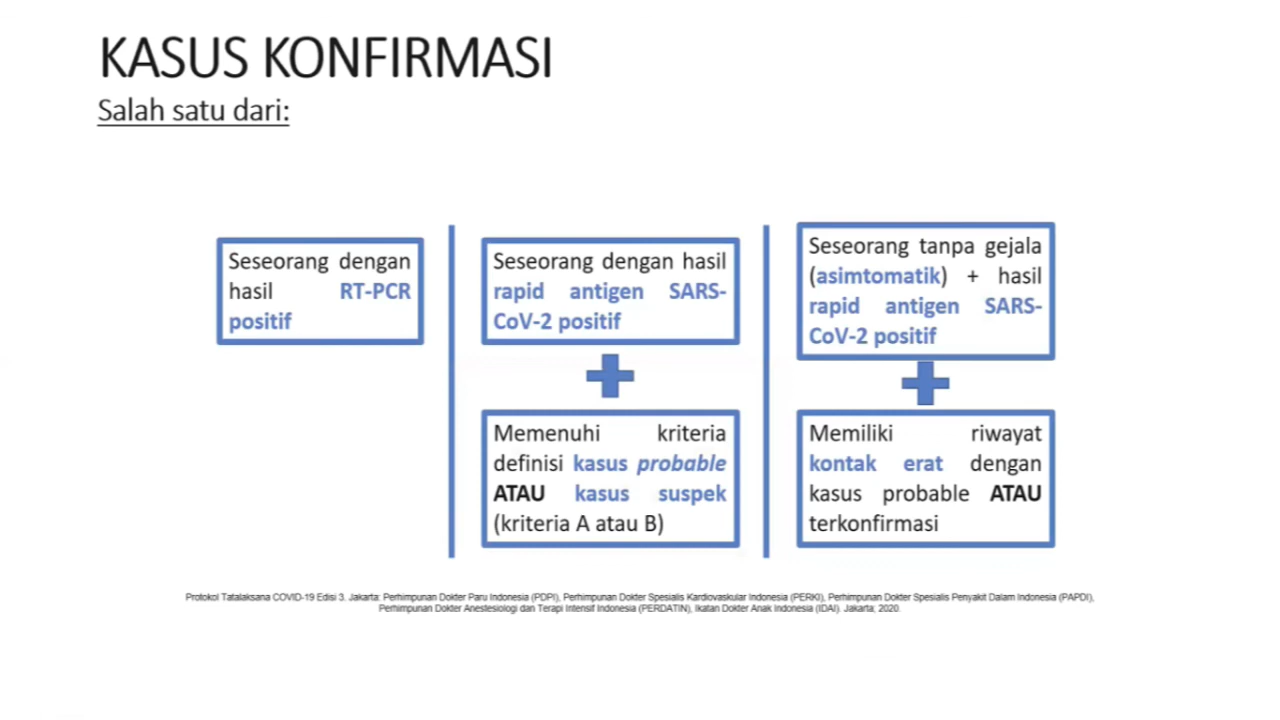 KASUS KONFIRMASI
Salah satu dari:
Seseorang dengan
hasil RT-PCR
positif
Seseorang dengan hasil
rapid antigen SARS-
CoV-2 positif
Memenuhi kriteria
definisi kasus probable
ATAU kasus suspek
(kriteria A atau B)
Seseorang tanpa gejala
(asimtomatik) + hasil
rapid antigen SARS-
CoV-2 positif
Memiliki riwayat
kontak erat dengan
kasus probable ATAU
terkonfirmasi
Protokol Tatalaksana COVID-19 Edisi 3. Jakarta: Perhimpunan Dokter Paru Indonesia (PDPI), Perhimpunan Dokter Spesialis Kardiovaskular Indonesia (PERKI), Perhimpunan Dokter Spesialis Penyakit Dalam Indonesia (PAPDI),
Perhimpunan Dokter Anestesiologi dan Terapi Intensif Indonesia (PERDATIN), Ikatan Dokter Anak Indonesia (IDAI). Jakarta; 2020.